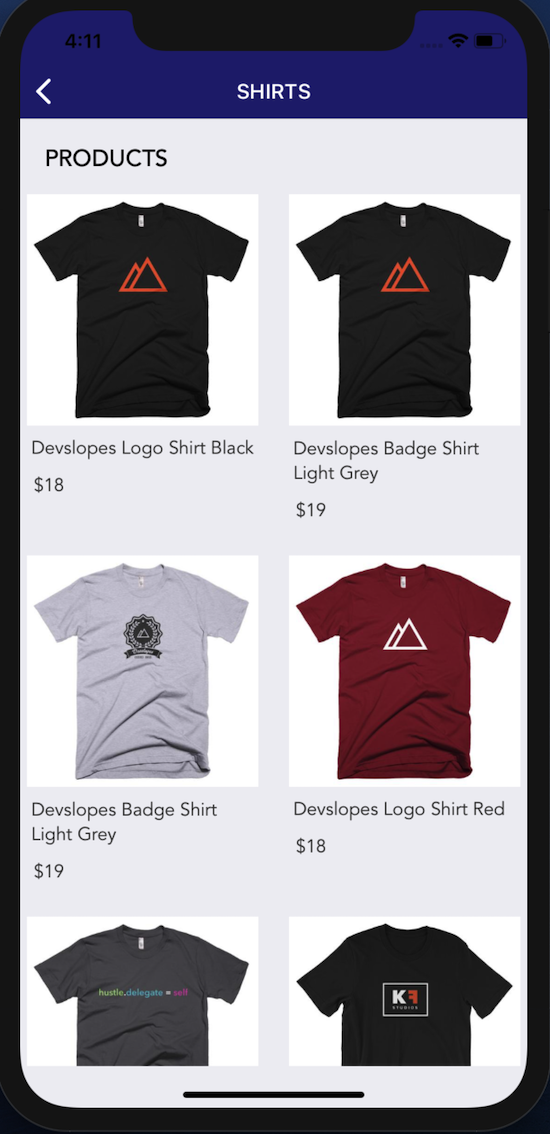 4:11
SHIRTS
PRODUCTS
Devslopes Logo Shirt Black
$18
Devslopes Badge Shirt
Light Grey
$19
Devslopes Badge Shirt
Light Grey
$19
Devslopes Logo Shirt Red
$18
hustle.delegate = self
KF
STUDIOS